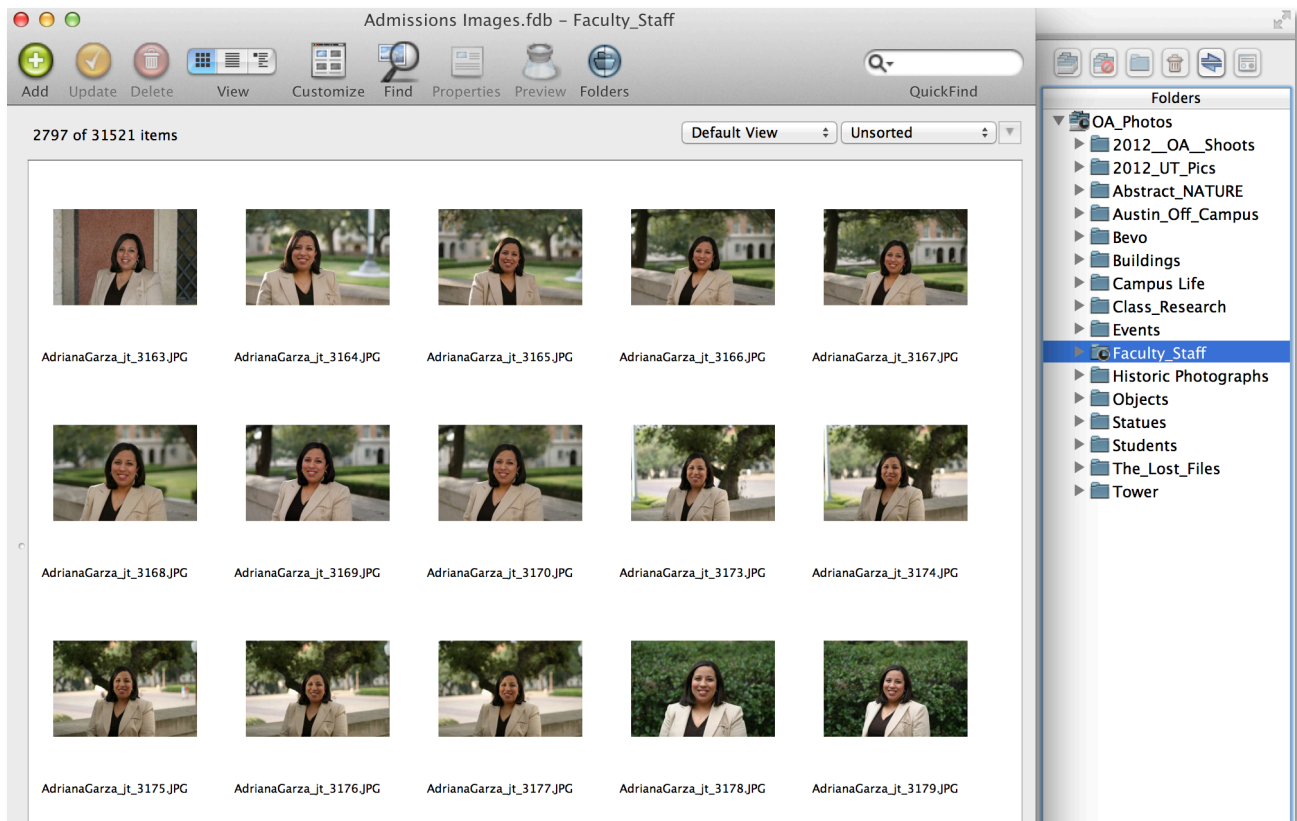 Admissions Images.fdb – Faculty_Staff
Add Update Delete View Customize Find Properties Preview Folders QuickFind
2797 of 31521 items Default View Unsorted
AdrianaGarza_jt_3163.JPG AdrianaGarza_jt_3164.JPG AdrianaGarza_jt_3165.JPG AdrianaGarza_jt_3166.JPG AdrianaGarza_jt_3167.JPG
AdrianaGarza_jt_3168.JPG AdrianaGarza_jt_3169.JPG AdrianaGarza_jt_3170.JPG AdrianaGarza_jt_3173.JPG AdrianaGarza_jt_3174.JPG
AdrianaGarza_jt_3175.JPG AdrianaGarza_jt_3176.JPG AdrianaGarza_jt_3177.JPG AdrianaGarza_jt_3178.JPG AdrianaGarza_jt_3179.JPG
Folders
OA_Photos
2012__OA__Shoots
2012_UT_Pics
Abstract_NATURE
Austin_Off_Campus
Bevo
Buildings
Campus Life
Class_Research
Events
Faculty_Staff
Historic Photographs
Objects
Statues
Students
The_Lost_Files
Tower